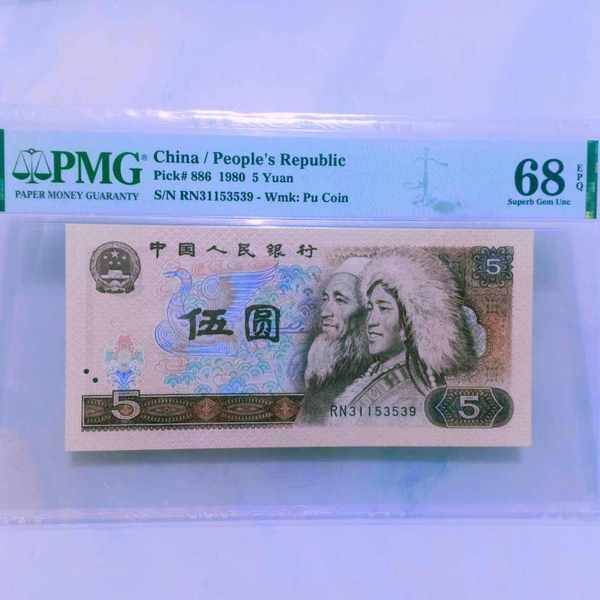 PMG®
PAPER MONEY GUARANTY
China / People's Republic
Pick# 886 1980 5 Yuan
S/N RN31153539 - Wmk: Pu Coin
68
EPQ
Superb Gem Unc
中国人民银行
5
伍圆
5
RN31153539
5